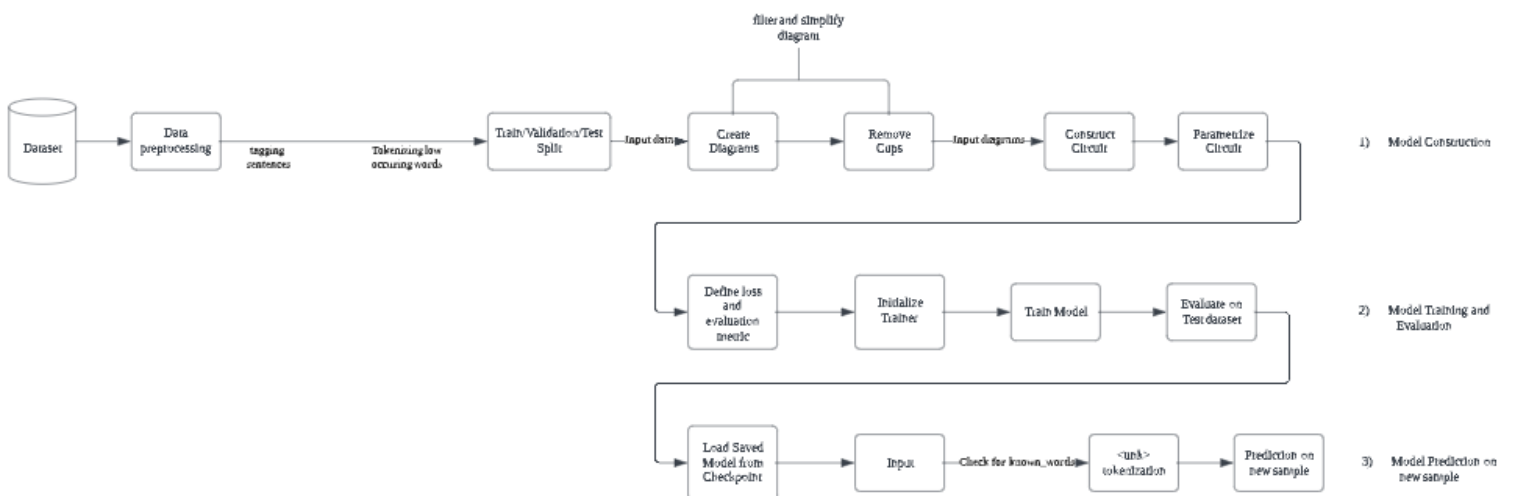 filter and simplify
diagram
Dataset
Data
preprocessing
tagging
sentences
Tokenizing low
occuring words
Train/Validation/Test
Split
Input data
Create
Diagrams
Remove
Cups
Input diagrams
Construct
Circuit
Parametrize
Circuit
1) Model Construction
Define loss
and
evaluation
metric
Initialize
Trainer
Train Model
Evaluate on
Test dataset
2) Model Training and
Evaluation
Load Saved
Model from
Checkpoint
Input
Check for known_words
<unk>
tokenization
Prediction on
new sample
3) Model Prediction on
new sample